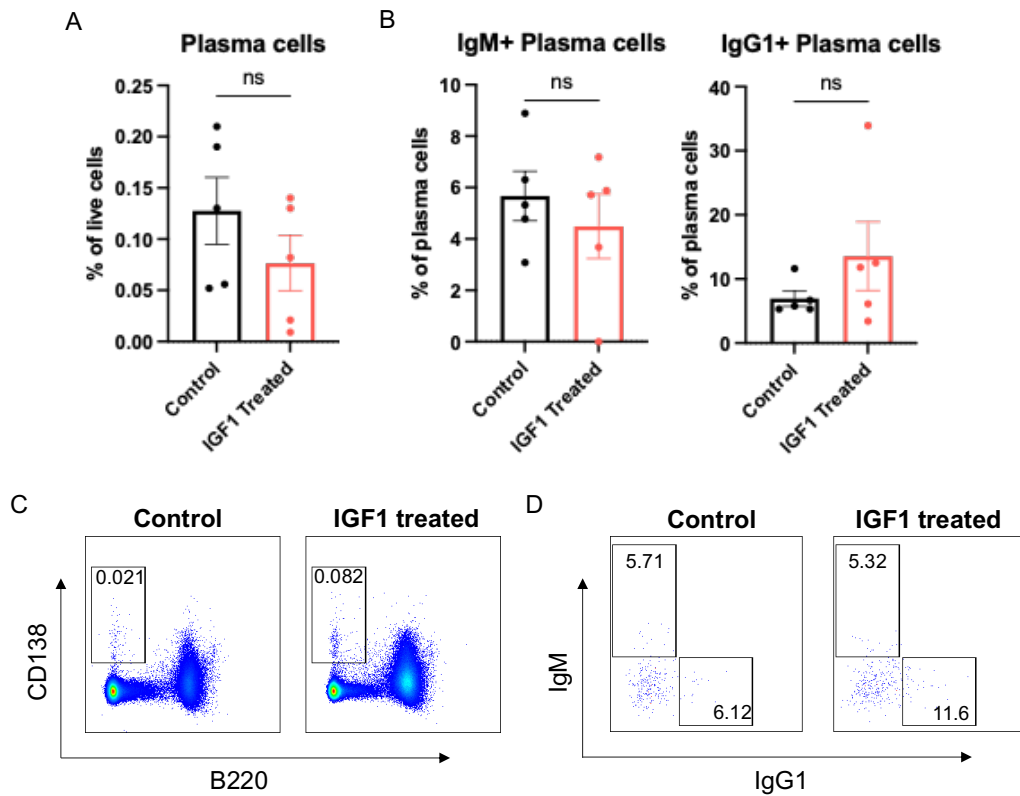 A
Plasma cells
ns
% of live cells
0.25
0.20
0.15
0.10
0.05
0.00
Control
IGF1 Treated
B
IgM+ Plasma cells
ns
% of plasma cells
10
8
6
4
2
0
Control
IGF1 Treated
IgG1+ Plasma cells
ns
% of plasma cells
40
30
20
10
0
Control
IGF1 Treated
C
Control
IGF1 treated
0.021
0.082
CD138
B220
D
Control
IGF1 treated
5.71
6.12
5.32
11.6
IgM
IgG1